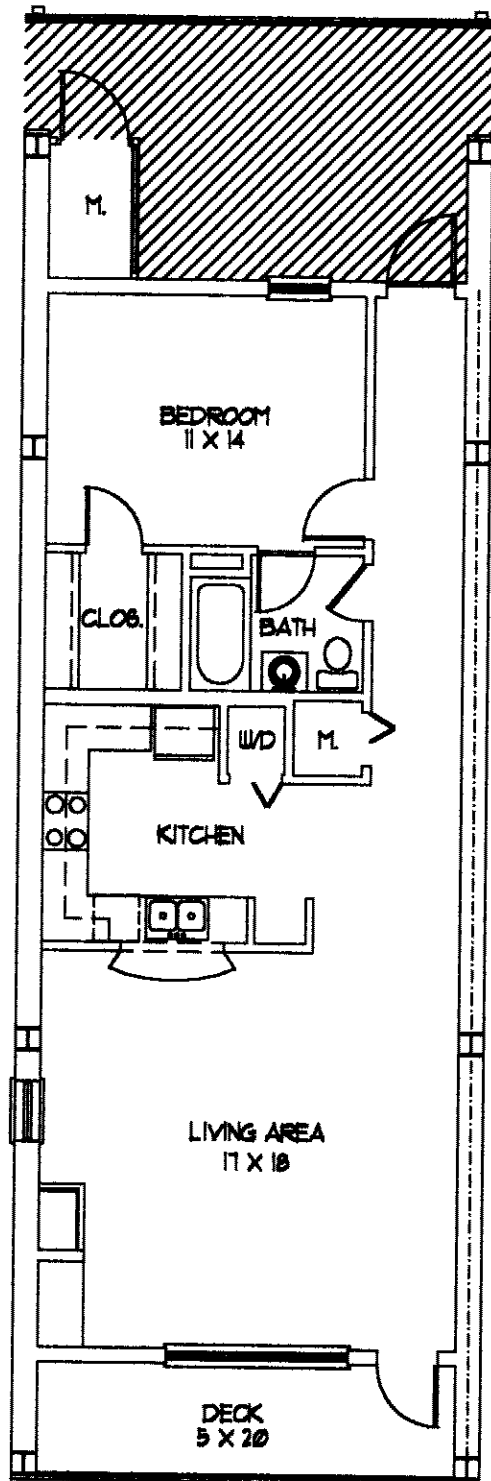 M.
BEDROOM
11 X 14
CLOS.
BATH
W/D
M.
KITCHEN
LIVING AREA
17 X 18
DECK
5 X 20